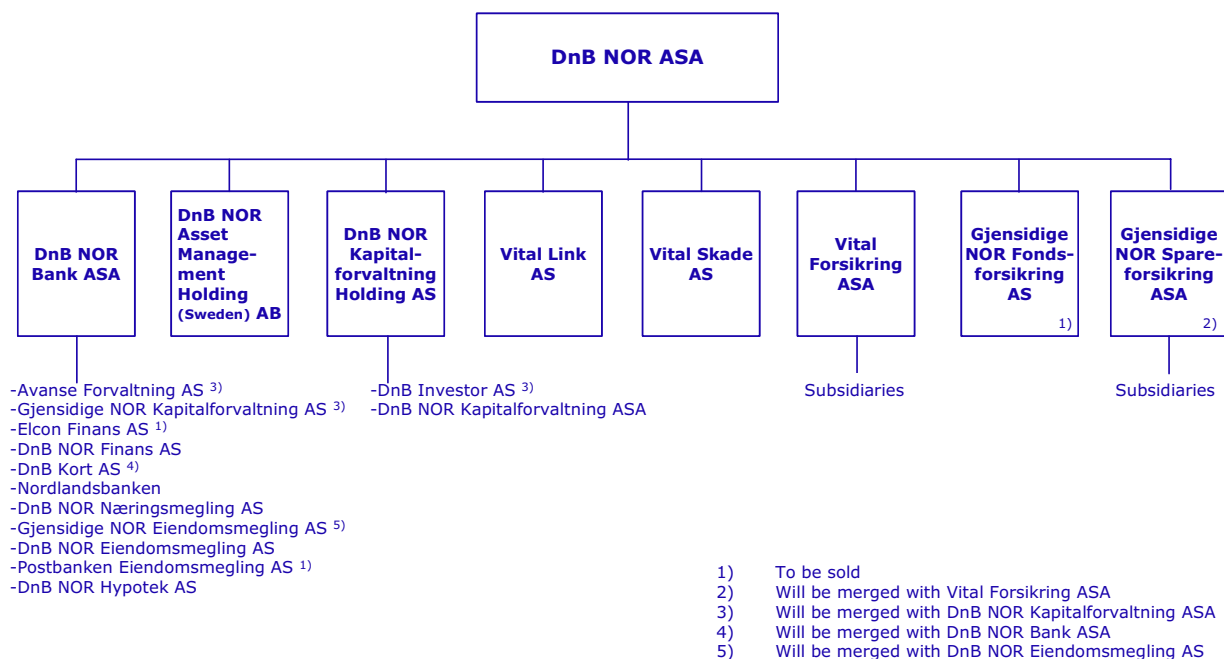 DnB NOR ASA
DnB NOR
Bank ASA
DnB NOR
Asset
Manage-
ment
Holding
(Sweden) AB
DnB NOR
Kapital-
forvaltning
Holding AS
Vital Link
AS
Vital Skade
AS
Vital
Forsikring
ASA
Gjensidige
NOR Fonds-
forsikring
AS
1)
Gjensidige
NOR Spare-
forsikring
ASA
2)
-Avanse Forvaltning AS 3)
-Gjensidige NOR Kapitalforvaltning AS 3)
-Elcon Finans AS 1)
-DnB NOR Finans AS
-DnB Kort AS 4)
-Nordlandsbanken
-DnB NOR Næringsmegling AS
-Gjensidige NOR Eiendomsmegling AS 5)
-DnB NOR Eiendomsmegling AS
-Postbanken Eiendomsmegling AS 1)
-DnB NOR Hypotek AS
-DnB Investor AS 3)
-DnB NOR Kapitalforvaltning ASA
Subsidiaries
Subsidiaries
1) To be sold
2) Will be merged with Vital Forsikring ASA
3) Will be merged with DnB NOR Kapitalforvaltning ASA
4) Will be merged with DnB NOR Bank ASA
5) Will be merged with DnB NOR Eiendomsmegling AS